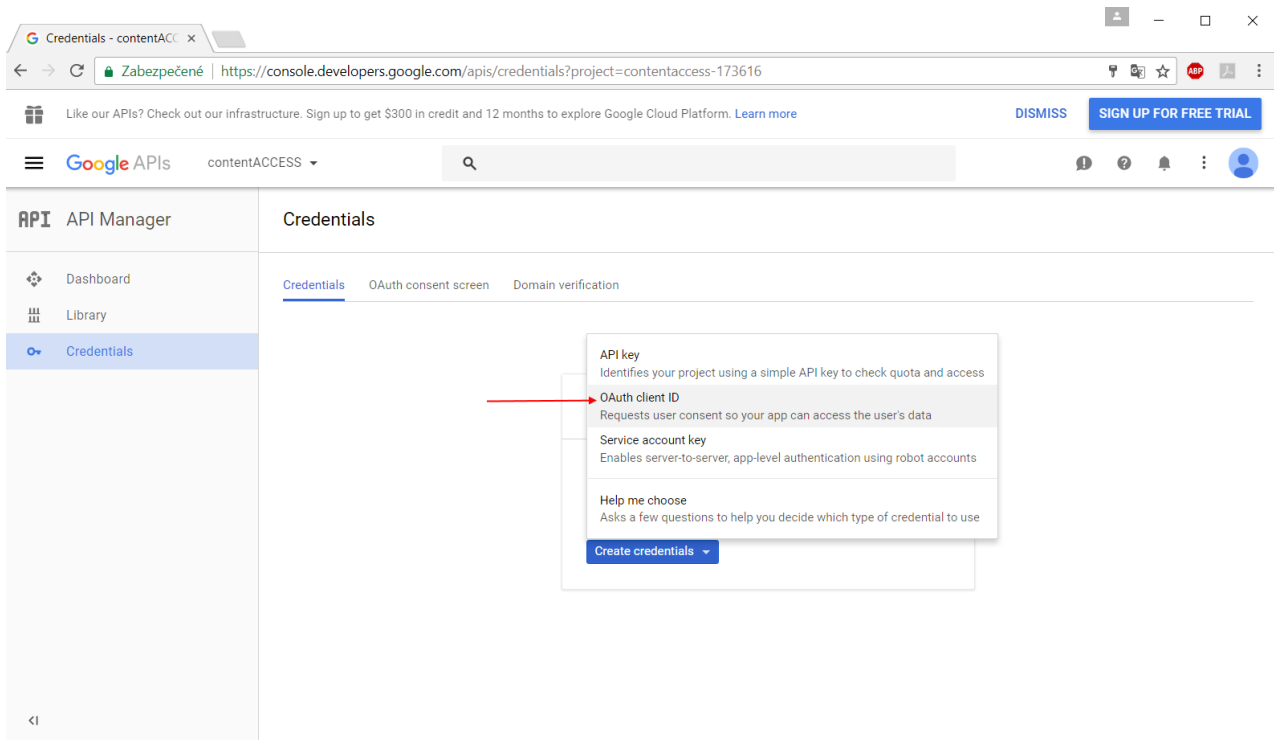 Credentials - contentACC
Zabezpečené https://console.developers.google.com/apis/credentials?project=contentaccess-173616
ABP
Like our APIs? Check out our infrastructure. Sign up to get $300 in credit and 12 months to explore Google Cloud Platform. Learn more
DISMISS
SIGN UP FOR FREE TRIAL
Google APIs
contentACCESS
API API Manager
Dashboard
Library
Credentials
Credentials
Credentials OAuth consent screen Domain verification
API key
Identifies your project using a simple API key to check quota and access
OAuth client ID
Requests user consent so your app can access the user's data
Service account key
Enables server-to-server, app-level authentication using robot accounts
Help me choose
Asks a few questions to help you decide which type of credential to use
Create credentials